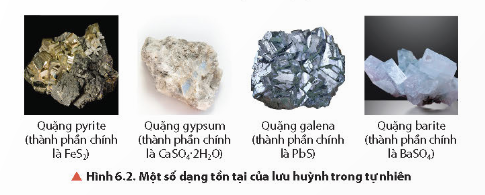 Quặng pyrite
(thành phần chính
là FeS₂)
Quặng gypsum
(thành phần chính
là CaSO₄·2H₂O)
Quặng galena
(thành phần chính
là PbS)
Quặng barite
(thành phần chính
là BaSO₄)
▲ Hình 6.2. Một số dạng tồn tại của lưu huỳnh trong tự nhiên